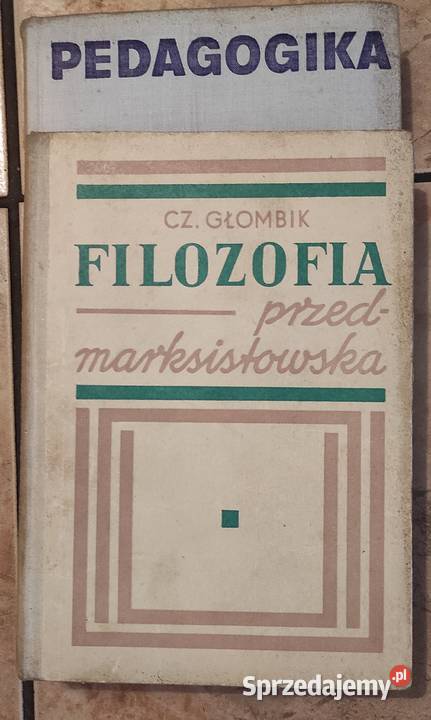 PEDAGOGIKA
CZ. GŁOMBIK
FILOZOFIA
przed-
marksistowska
Sprzedajemy.pl